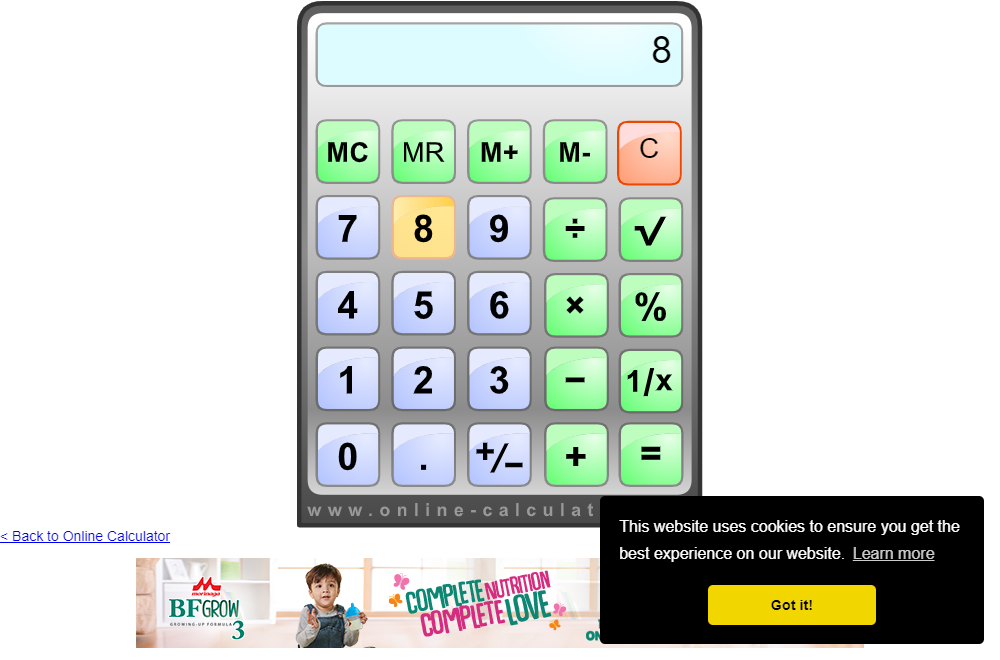 8
MC MR M+ M- C
7 8 9 ÷ √
4 5 6 × %
1 2 3 − 1/x
0 . +/− + =
www.online-calculat
< Back to Online Calculator
This website uses cookies to ensure you get the
best experience on our website. Learn more
Got it!
morinaga
BF GROW
GROWING-UP FORMULA 3
COMPLETE NUTRITION
COMPLETE LOVE
ON